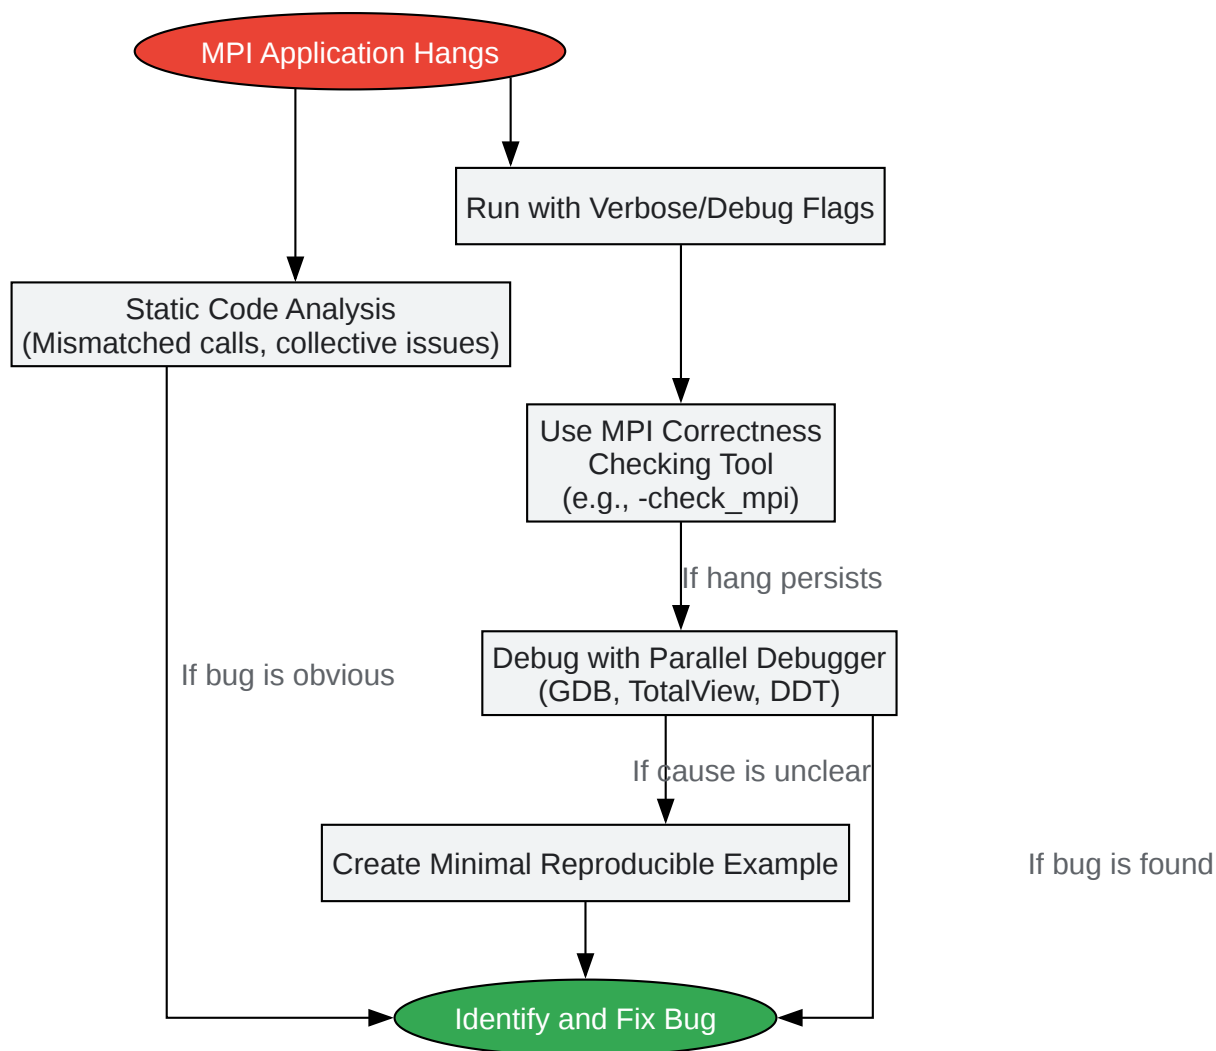 MPI Application Hangs
Run with Verbose/Debug Flags
Static Code Analysis
(Mismatched calls, collective issues)
Use MPI Correctness
Checking Tool
(e.g., -check_mpi)
If hang persists
Debug with Parallel Debugger
(GDB, TotalView, DDT)
If bug is obvious
If cause is unclear
Create Minimal Reproducible Example
If bug is found
Identify and Fix Bug